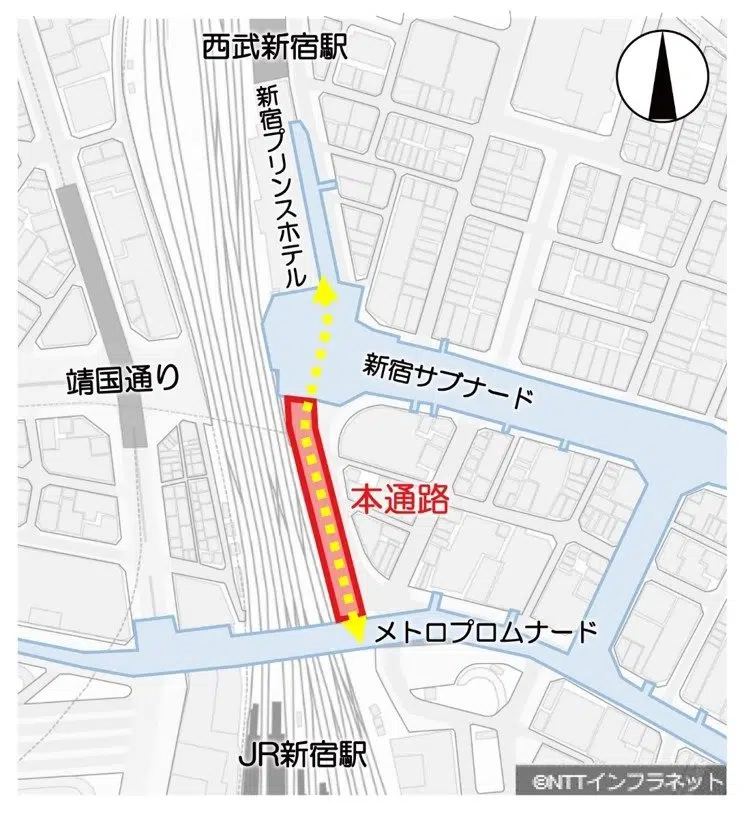 西武新宿駅
新宿プリンスホテル
靖国通り
新宿サブナード
本通路
メトロプロムナード
JR新宿駅
©NTTインフラネット